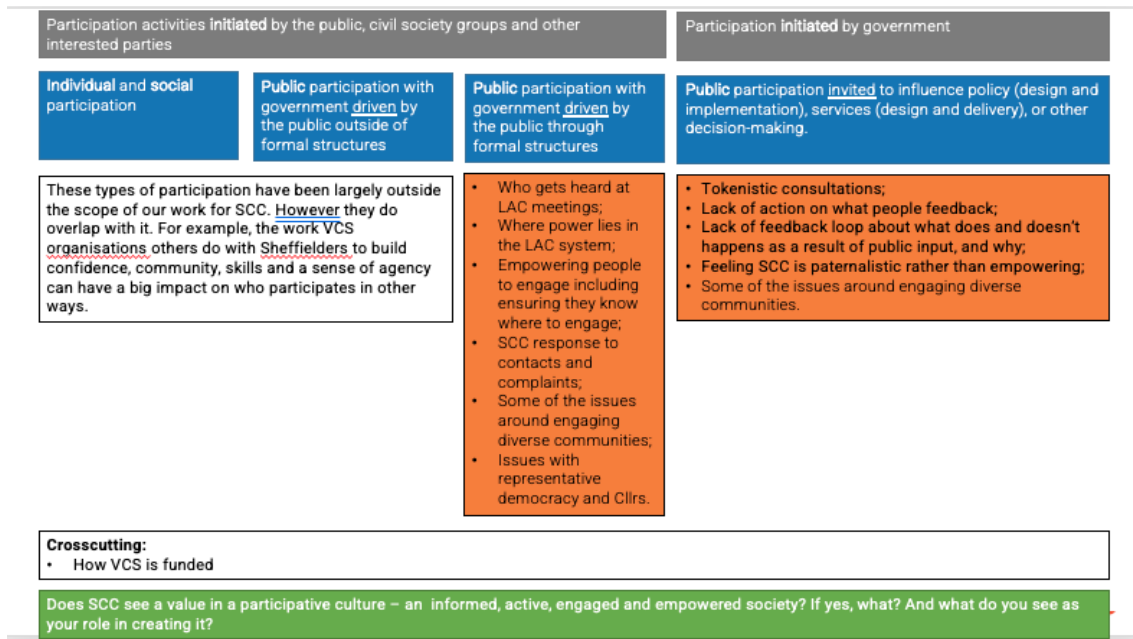 Participation activities initiated by the public, civil society groups and other
interested parties
Participation initiated by government
Individual and social
participation
Public participation with
government driven by
the public outside of
formal structures
Public participation with
government driven by
the public through
formal structures
Public participation invited to influence policy (design and
implementation), services (design and delivery), or other
decision-making.
These types of participation have been largely outside
the scope of our work for SCC. However they do
overlap with it. For example, the work VCS
organisations others do with Sheffielders to build
confidence, community, skills and a sense of agency
can have a big impact on who participates in other
ways.
• Who gets heard at
LAC meetings;
• Where power lies in
the LAC system;
• Empowering people
to engage including
ensuring they know
where to engage;
• SCC response to
contacts and
complaints;
• Some of the issues
around engaging
diverse communities;
• Issues with
representative
democracy and Cllrs.
• Tokenistic consultations;
• Lack of action on what people feedback;
• Lack of feedback loop about what does and doesn't
happens as a result of public input, and why;
• Feeling SCC is paternalistic rather than empowering;
• Some of the issues around engaging diverse
communities.
Crosscutting:
• How VCS is funded
Does SCC see a value in a participative culture – an informed, active, engaged and empowered society? If yes, what? And what do you see as
your role in creating it?